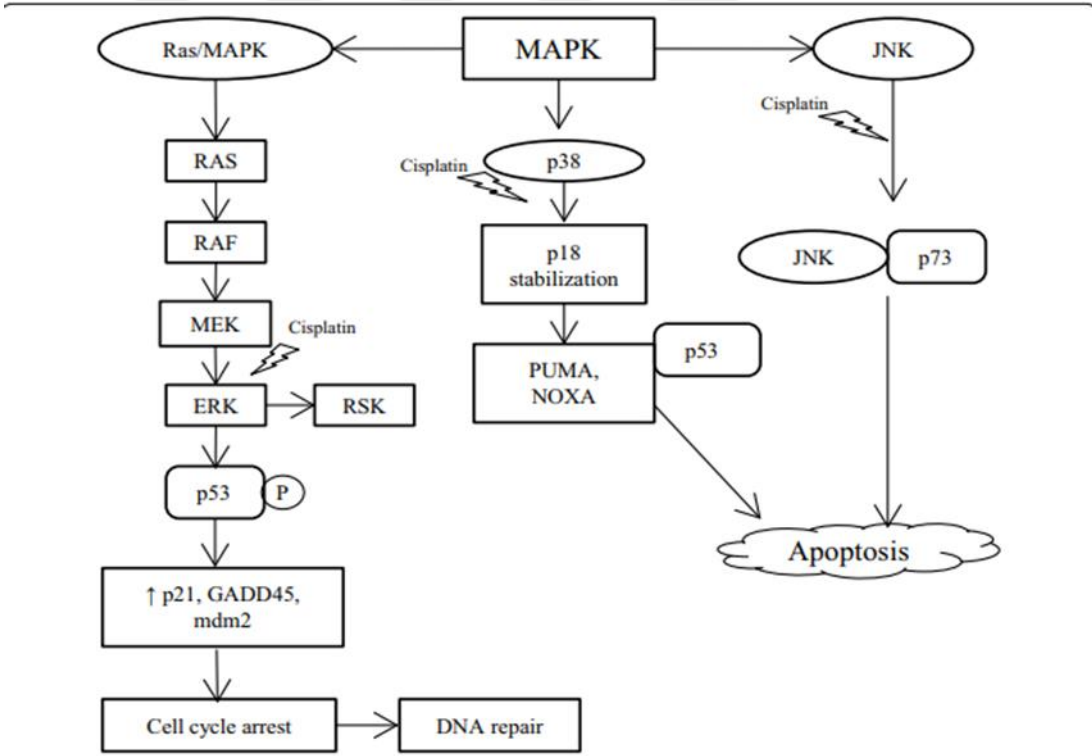 Ras/MAPK
MAPK
JNK
Cisplatin
RAS
Cisplatin
p38
RAF
p18
stabilization
JNK
p73
MEK
Cisplatin
p53
PUMA,
NOXA
ERK
RSK
p53
P
Apoptosis
↑ p21, GADD45,
mdm2
Cell cycle arrest
DNA repair